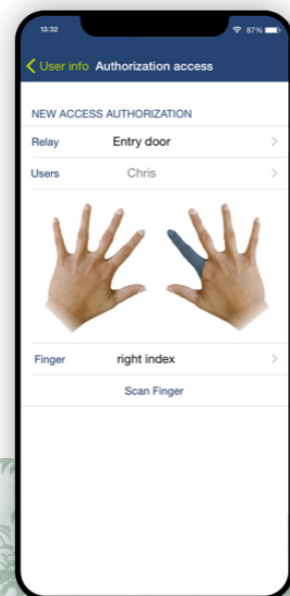 13:32 87%
User info Authorization access
NEW ACCESS AUTHORIZATION
Relay Entry door
Users Chris
Finger right index
Scan Finger